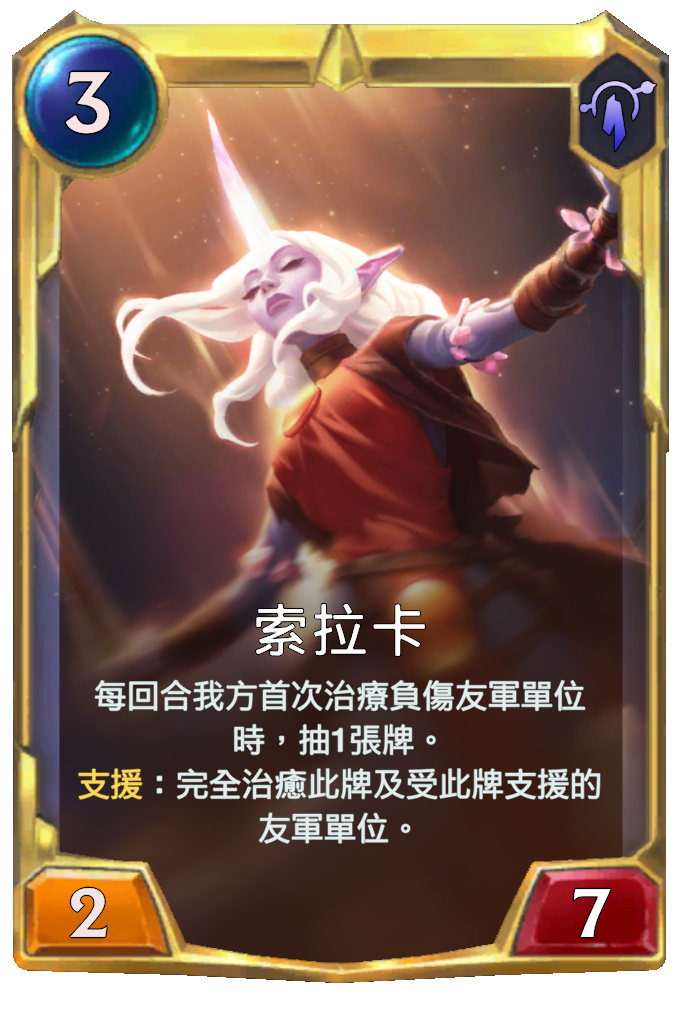 3
索拉卡
每回合我方首次治療負傷友軍單位
時，抽1張牌。
支援：完全治癒此牌及受此牌支援的
友軍單位。
2
7